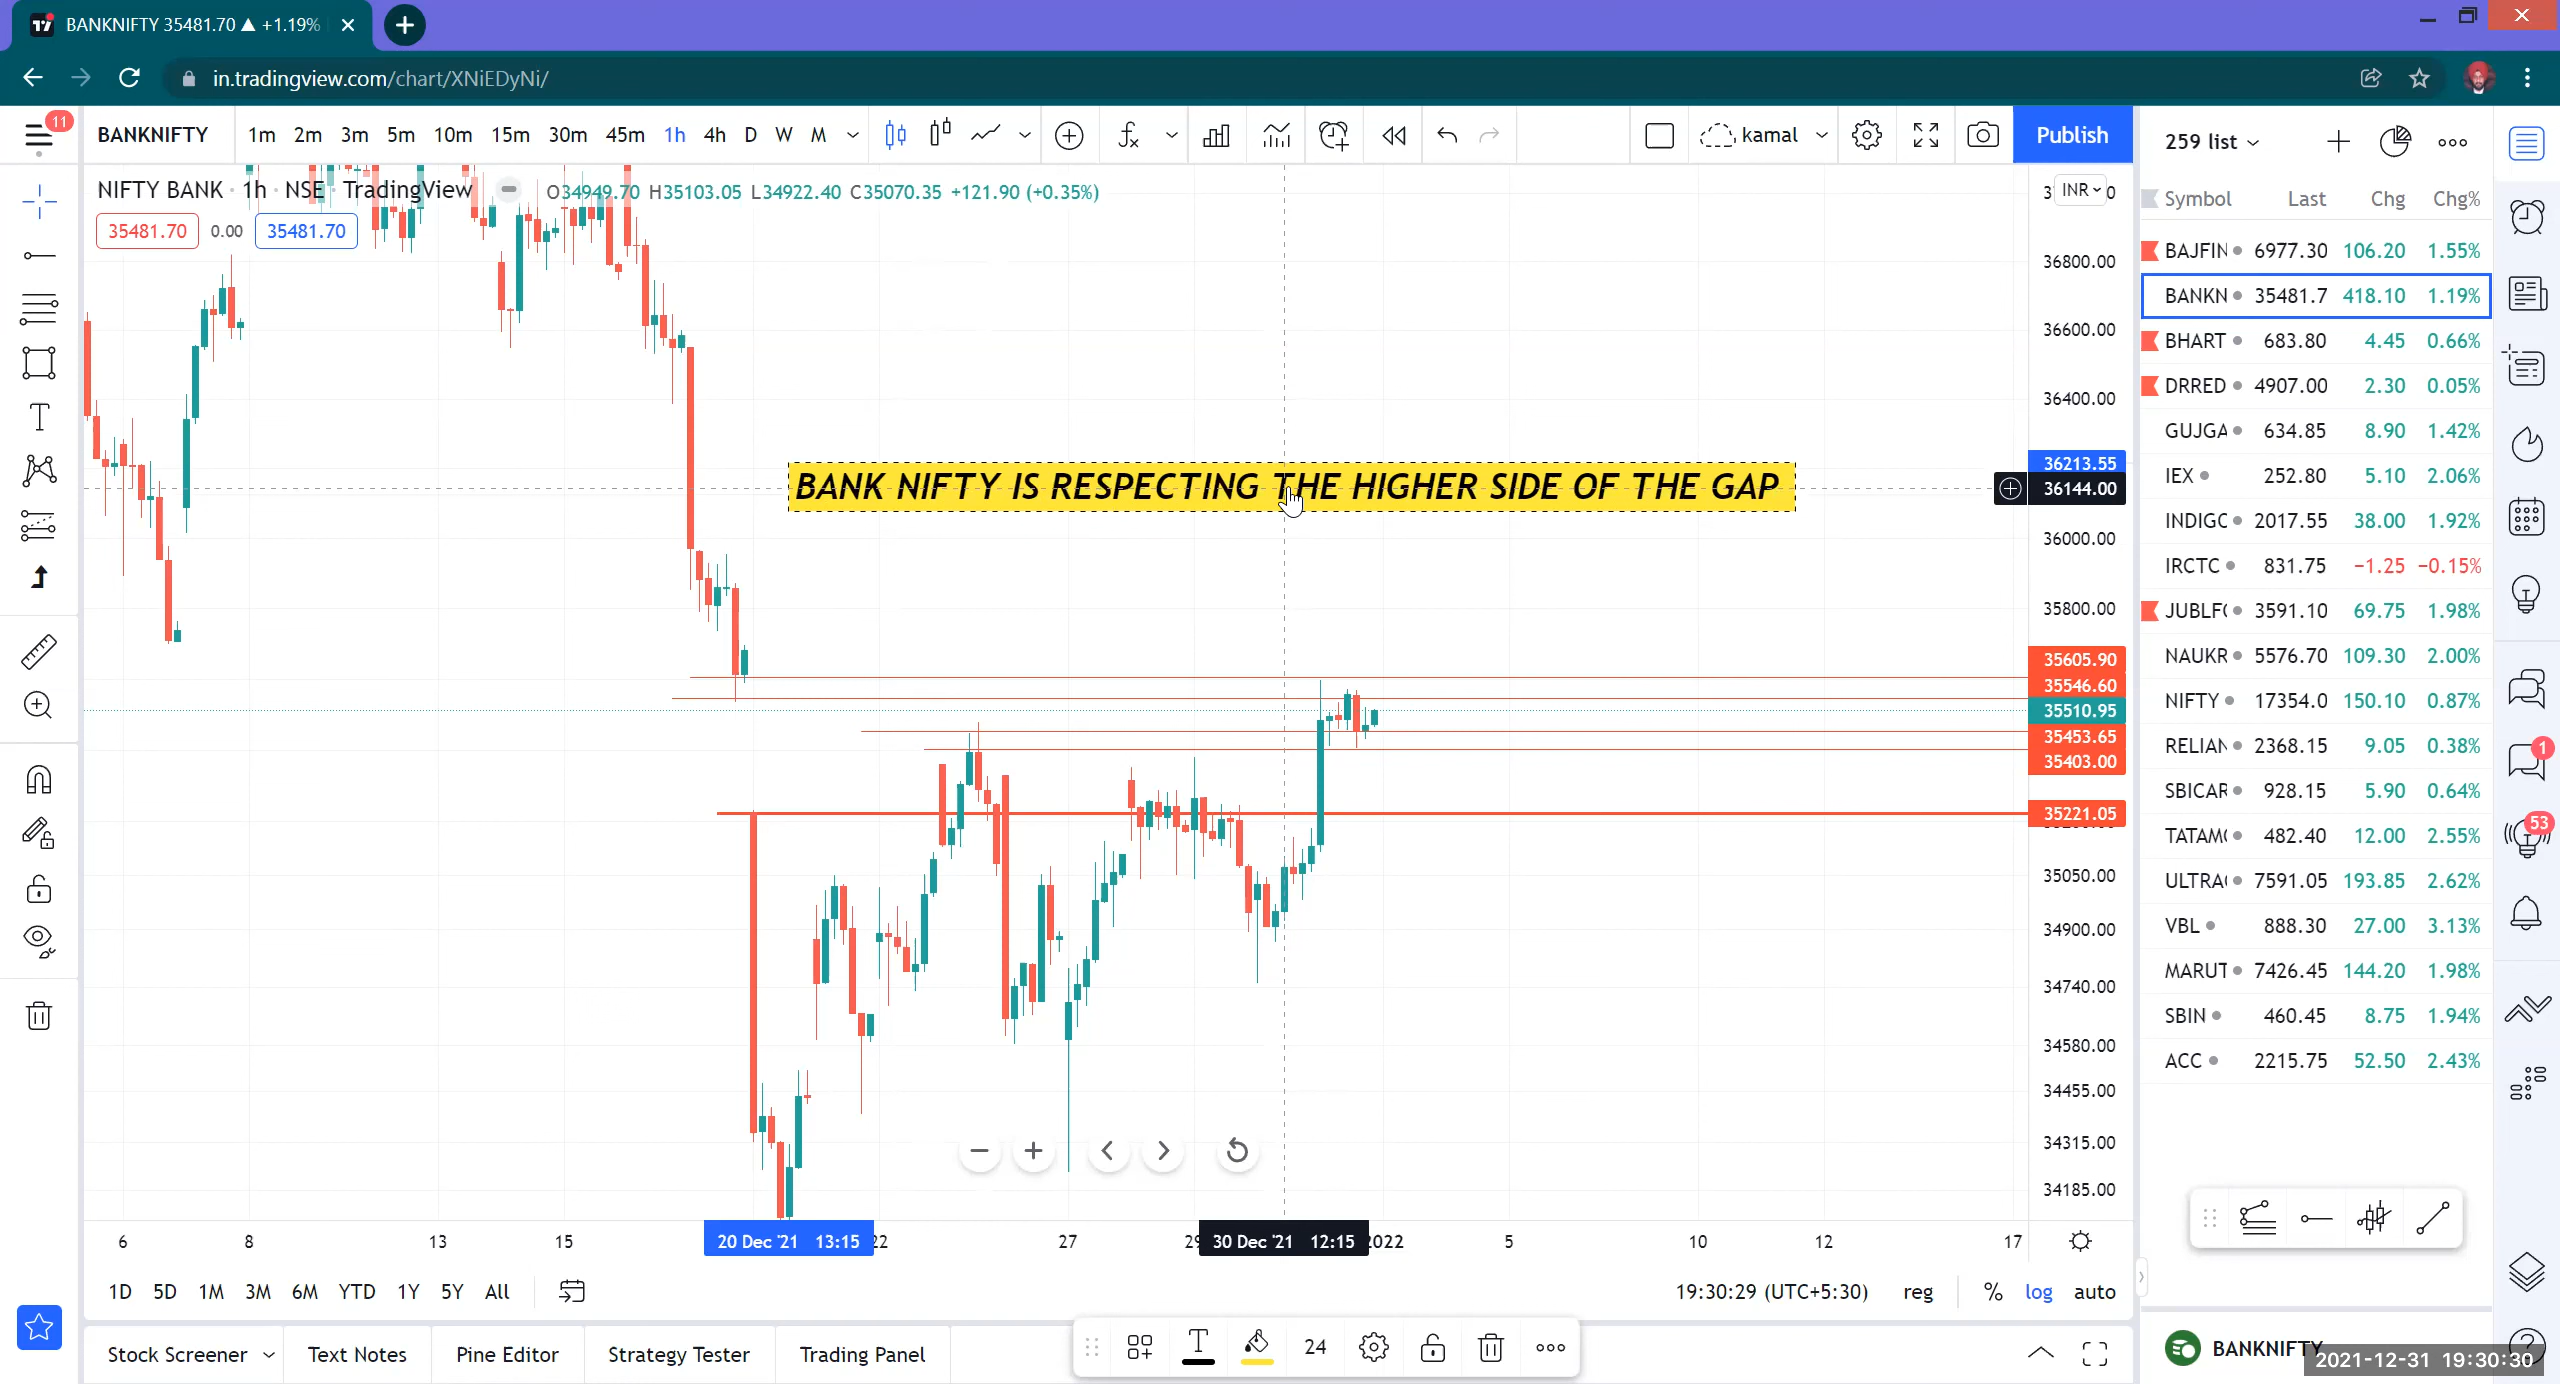 BANKNIFTY 35481.70 ▲ +1.19%
in.tradingview.com/chart/XNiEDyNi/
11
BANKNIFTY 1m 2m 3m 5m 10m 15m 30m 45m 1h 4h D W M kamal Publish
NIFTY BANK · 1h · NSE · TradingView O34949.70 H35103.05 L34922.40 C35070.35 +121.90 (+0.35%)
35481.70 0.00 35481.70
INR
36800.00
36600.00
36400.00
36213.55
36144.00
36000.00
35800.00
35605.90
35546.60
35510.95
35453.65
35403.00
35221.05
35050.00
34900.00
34740.00
34580.00
34455.00
34315.00
34185.00
BANK NIFTY IS RESPECTING THE HIGHER SIDE OF THE GAP
6 8 13 15 20 Dec '21 13:15 22 27 29 30 Dec '21 12:15 2022 5 10 12 17
1D 5D 1M 3M 6M YTD 1Y 5Y All
19:30:29 (UTC+5:30) reg % log auto
Stock Screener Text Notes Pine Editor Strategy Tester Trading Panel
24
259 list
Symbol Last Chg Chg%
BAJFIN 6977.30 106.20 1.55%
BANKN 35481.7 418.10 1.19%
BHART 683.80 4.45 0.66%
DRRED 4907.00 2.30 0.05%
GUJGA 634.85 8.90 1.42%
IEX 252.80 5.10 2.06%
INDIGO 2017.55 38.00 1.92%
IRCTC 831.75 −1.25 −0.15%
JUBLF 3591.10 69.75 1.98%
NAUKR 5576.70 109.30 2.00%
NIFTY 17354.0 150.10 0.87%
RELIAN 2368.15 9.05 0.38%
SBICAR 928.15 5.90 0.64%
TATAM 482.40 12.00 2.55%
ULTRA 7591.05 193.85 2.62%
VBL 888.30 27.00 3.13%
MARUT 7426.45 144.20 1.98%
SBIN 460.45 8.75 1.94%
ACC 2215.75 52.50 2.43%
1
53
BANKNIFTY
2021-12-31 19:30:30